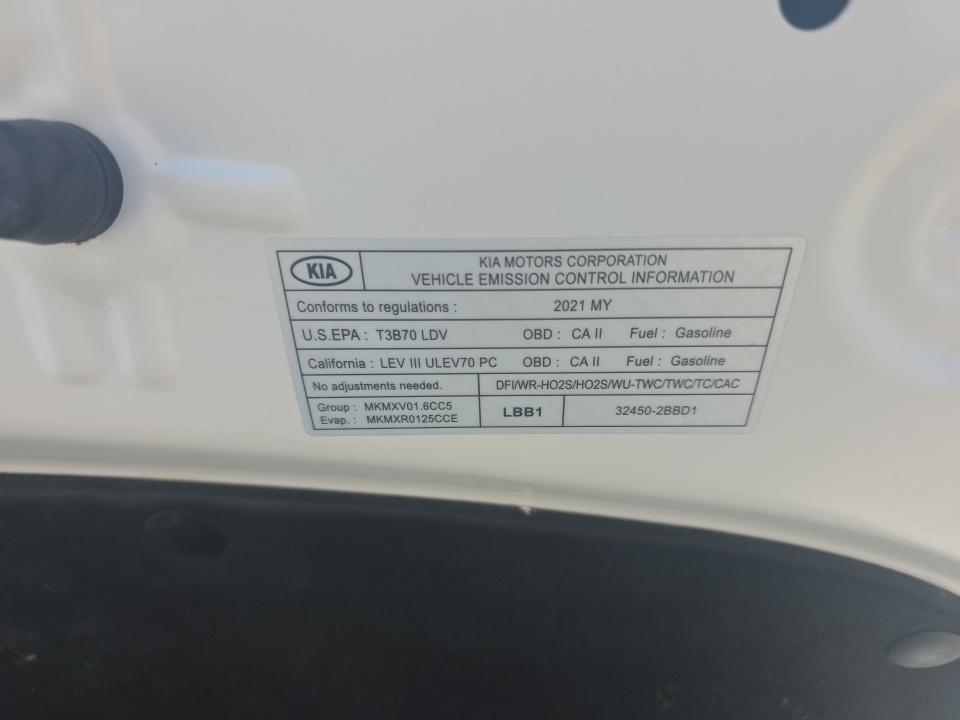 KIA
KIA MOTORS CORPORATION
VEHICLE EMISSION CONTROL INFORMATION
Conforms to regulations : 2021 MY
U.S.EPA : T3B70 LDV OBD : CA II Fuel : Gasoline
California : LEV III ULEV70 PC OBD : CA II Fuel : Gasoline
No adjustments needed. DFI/WR-HO2S/HO2S/WU-TWC/TWC/TC/CAC
Group : MKMXV01.6CC5
Evap. : MKMXR0125CCE
LBB1
32450-2BBD1